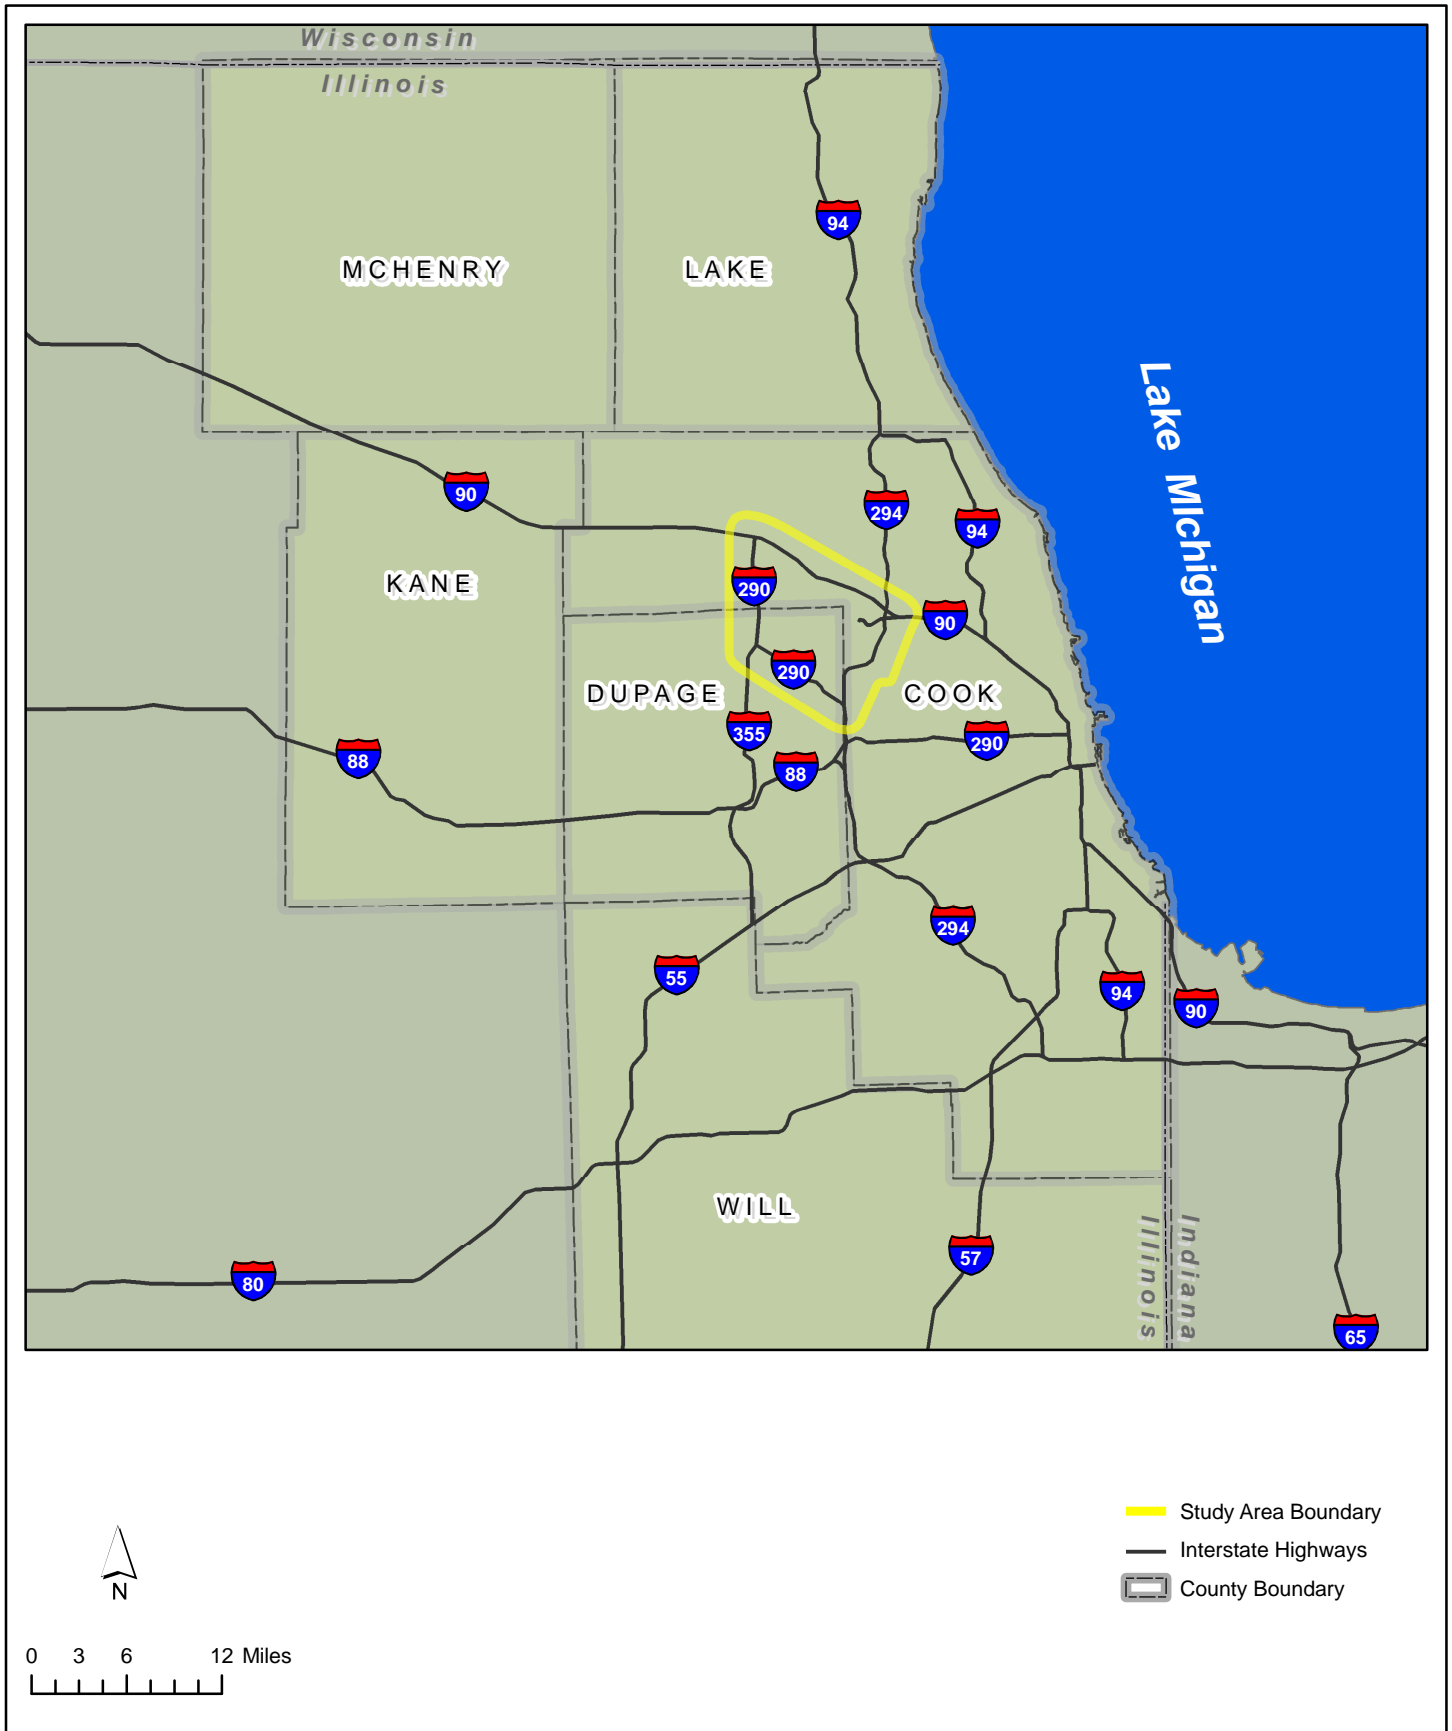 Wisconsin
Illinois
94
MCHENRY
LAKE
Lake MIchigan
90
294
94
KANE
290
90
290
DUPAGE
COOK
355
290
88
88
294
55
94
90
WILL
Illinois
Indiana
57
80
65
Study Area Boundary
Interstate Highways
County Boundary
N
0 3 6 12 Miles